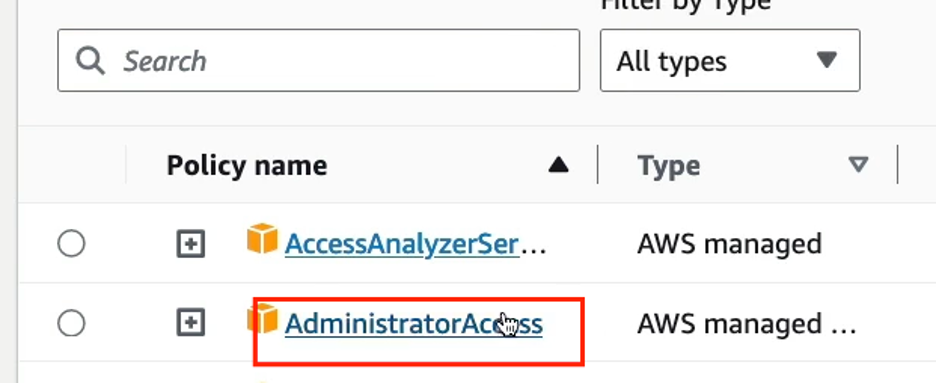 Filter by Type
Search
All types
Policy name
Type
AccessAnalyzerSer...
AWS managed
AdministratorAccess
AWS managed ...